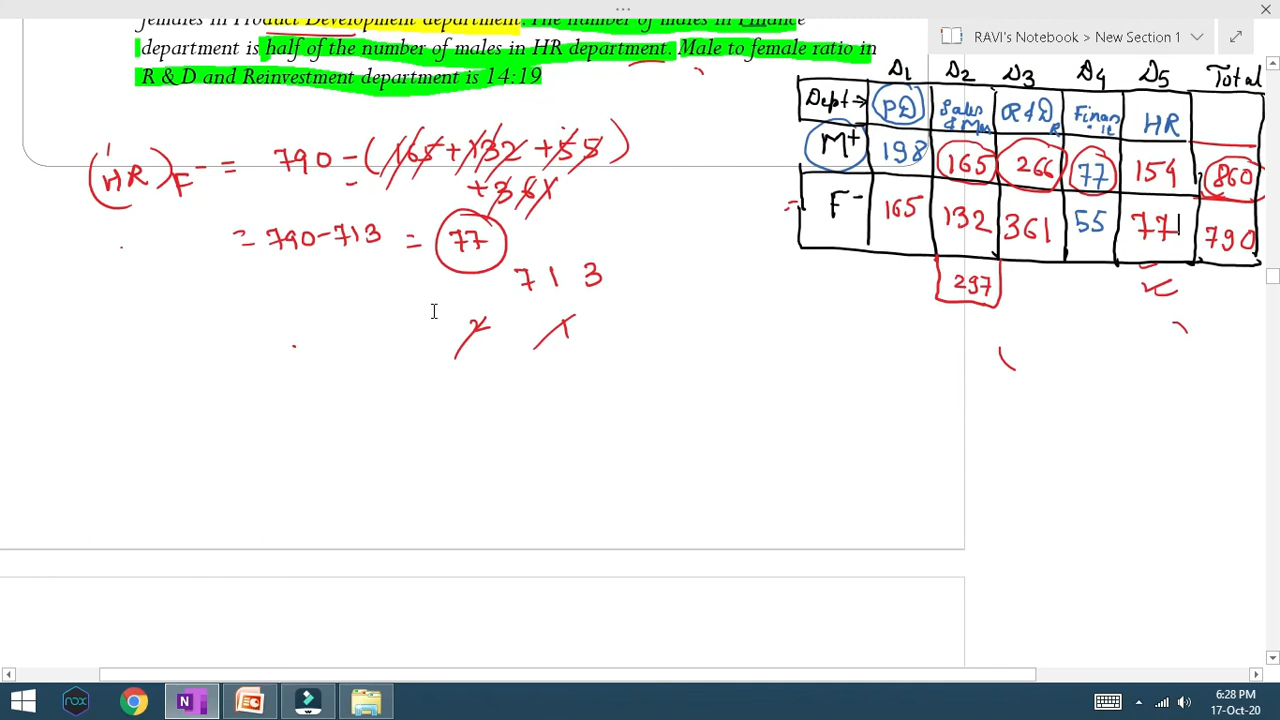 RAVI's Notebook > New Section 1
females in Product Development department. The number of males in Finance
department is half of the number of males in HR department. Male to female ratio in
R & D and Reinvestment department is 14:19
D1 D2 D3 D4 D5 Total
Dept→ PD Sales & R&D HR
M+ 198 165 266 77 154 860
F- 165 132 361 55 77 790
297
(HR)F- = 790-(165+132+55
+361)
= 790-713 = 77
7 1 3
6:28 PM
17-Oct-20